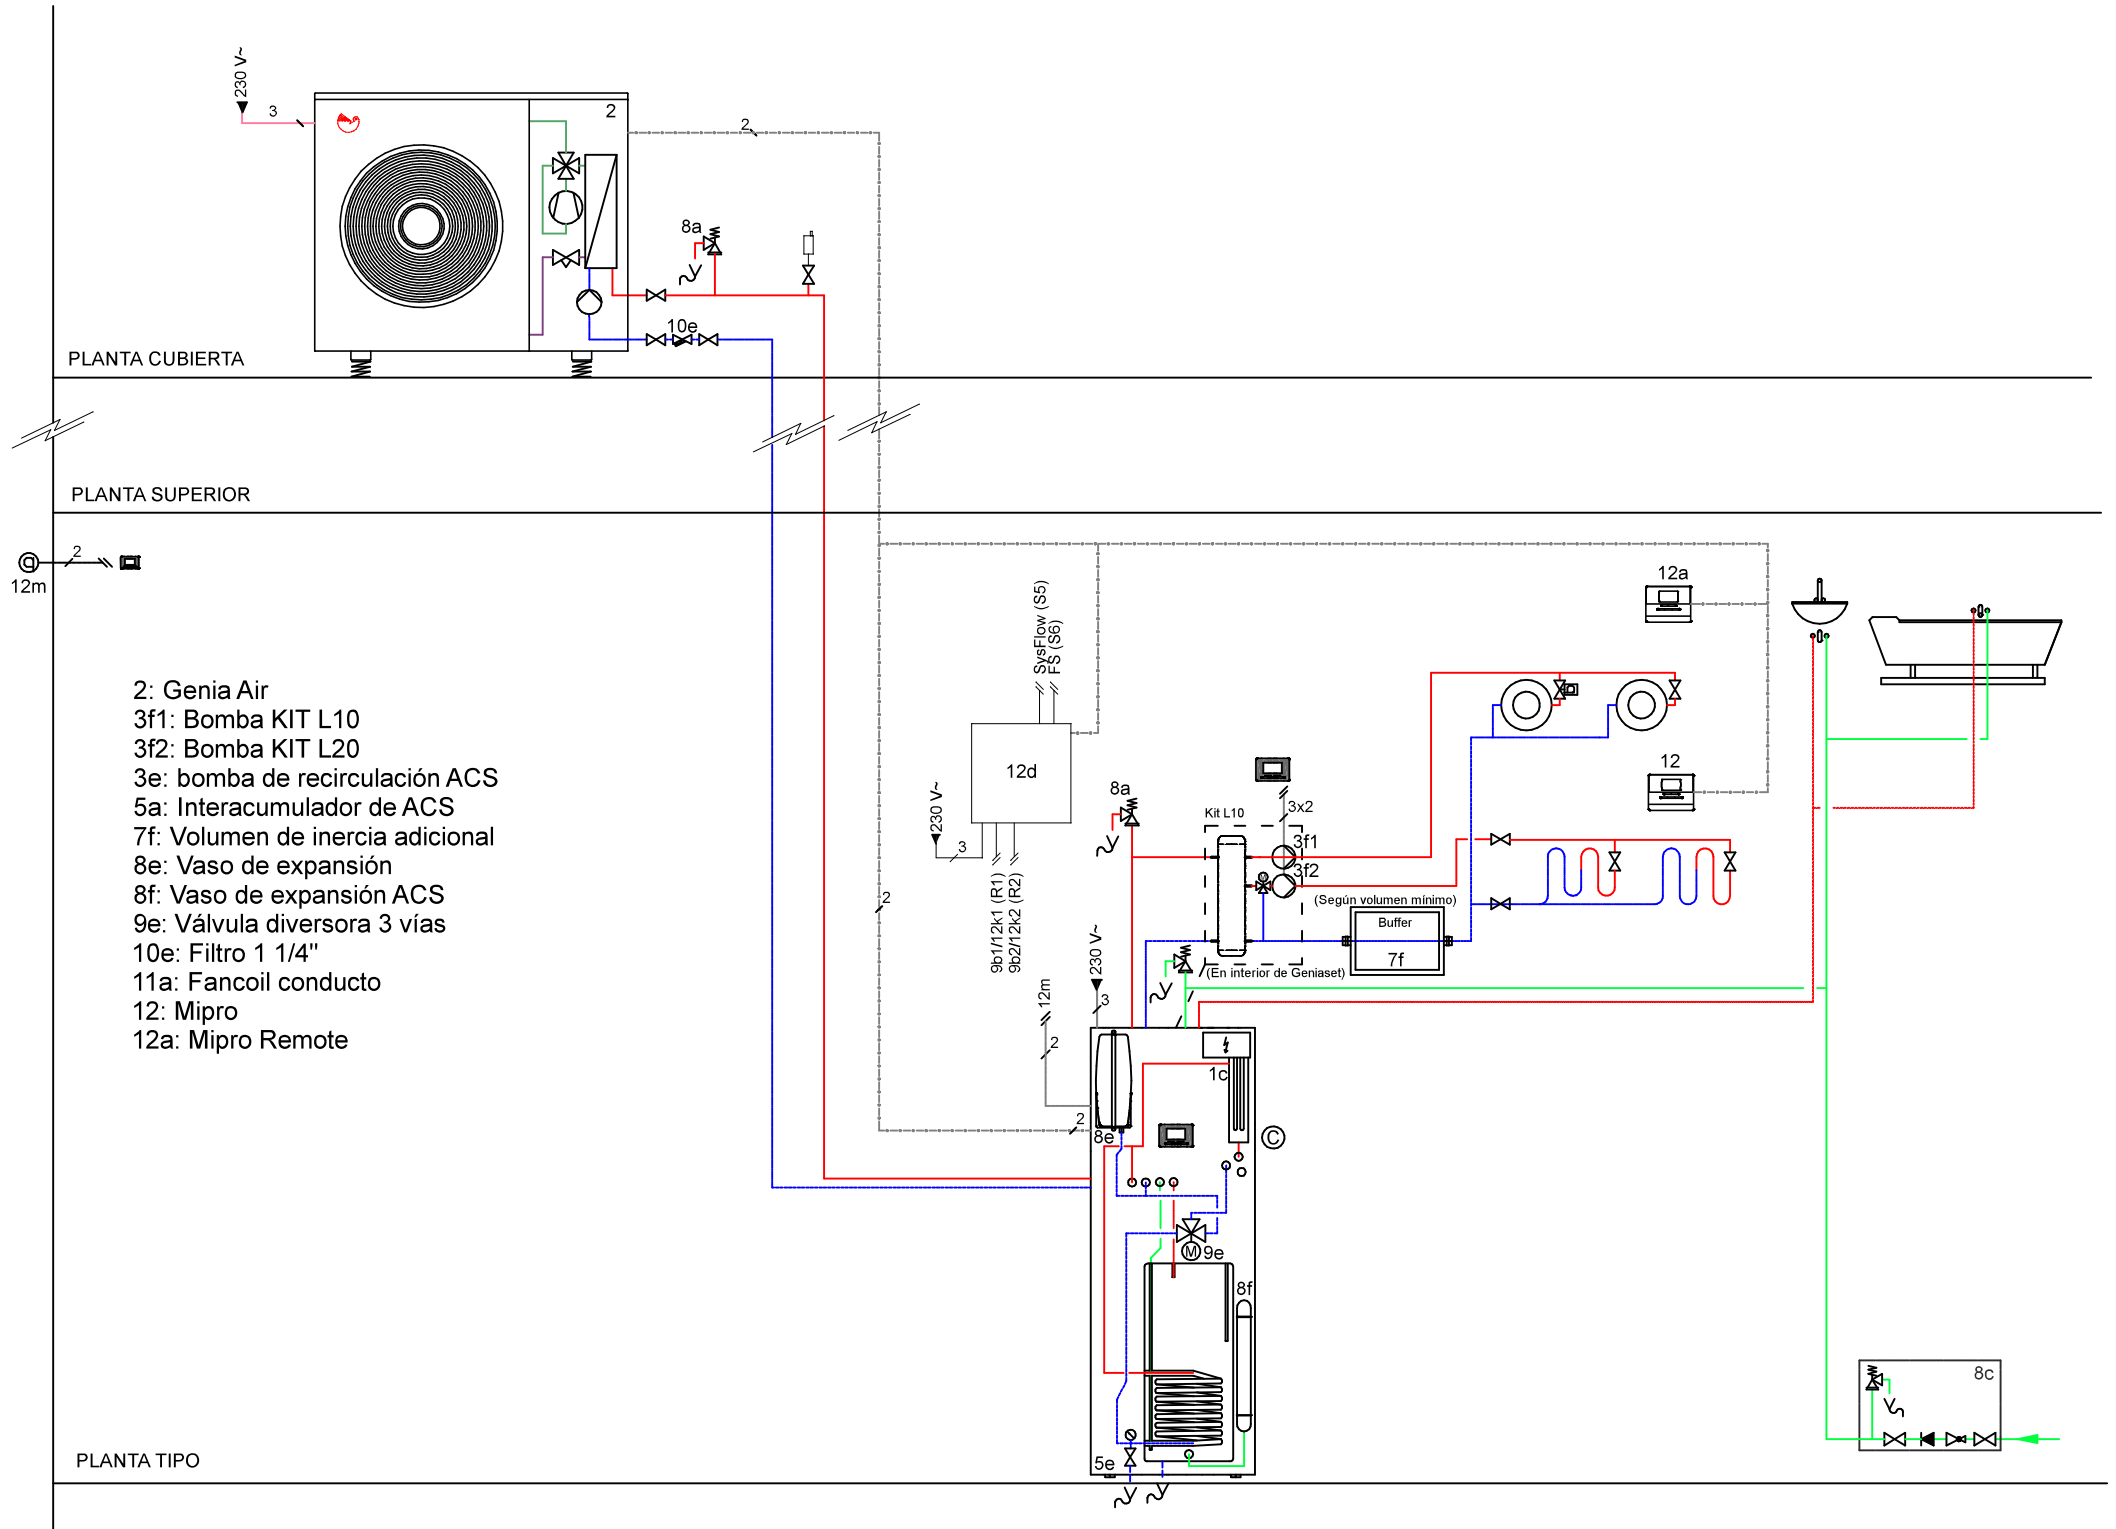 230 V~
3
2
2
8a
10e
PLANTA CUBIERTA
PLANTA SUPERIOR
2
12m
12a
SysFlow (S5)
FS (S6)
2: Genia Air
3f1: Bomba KIT L10
3f2: Bomba KIT L20
3e: bomba de recirculación ACS
5a: Interacumulador de ACS
7f: Volumen de inercia adicional
8e: Vaso de expansión
8f: Vaso de expansión ACS
9e: Válvula diversora 3 vías
10e: Filtro 1 1/4"
11a: Fancoil conducto
12: Mipro
12a: Mipro Remote
12d
12
230 V~
3
8a
Kit L10
3x2
3f1
M
3f2
9b1/12k1 (R1)
9b2/12k2 (R2)
2
(Según volumen mínimo)
Buffer
7f
(En interior de Geniaset)
230 V~
3
12m
2
1c
2
8e
C
M
9e
8f
8c
5e
PLANTA TIPO